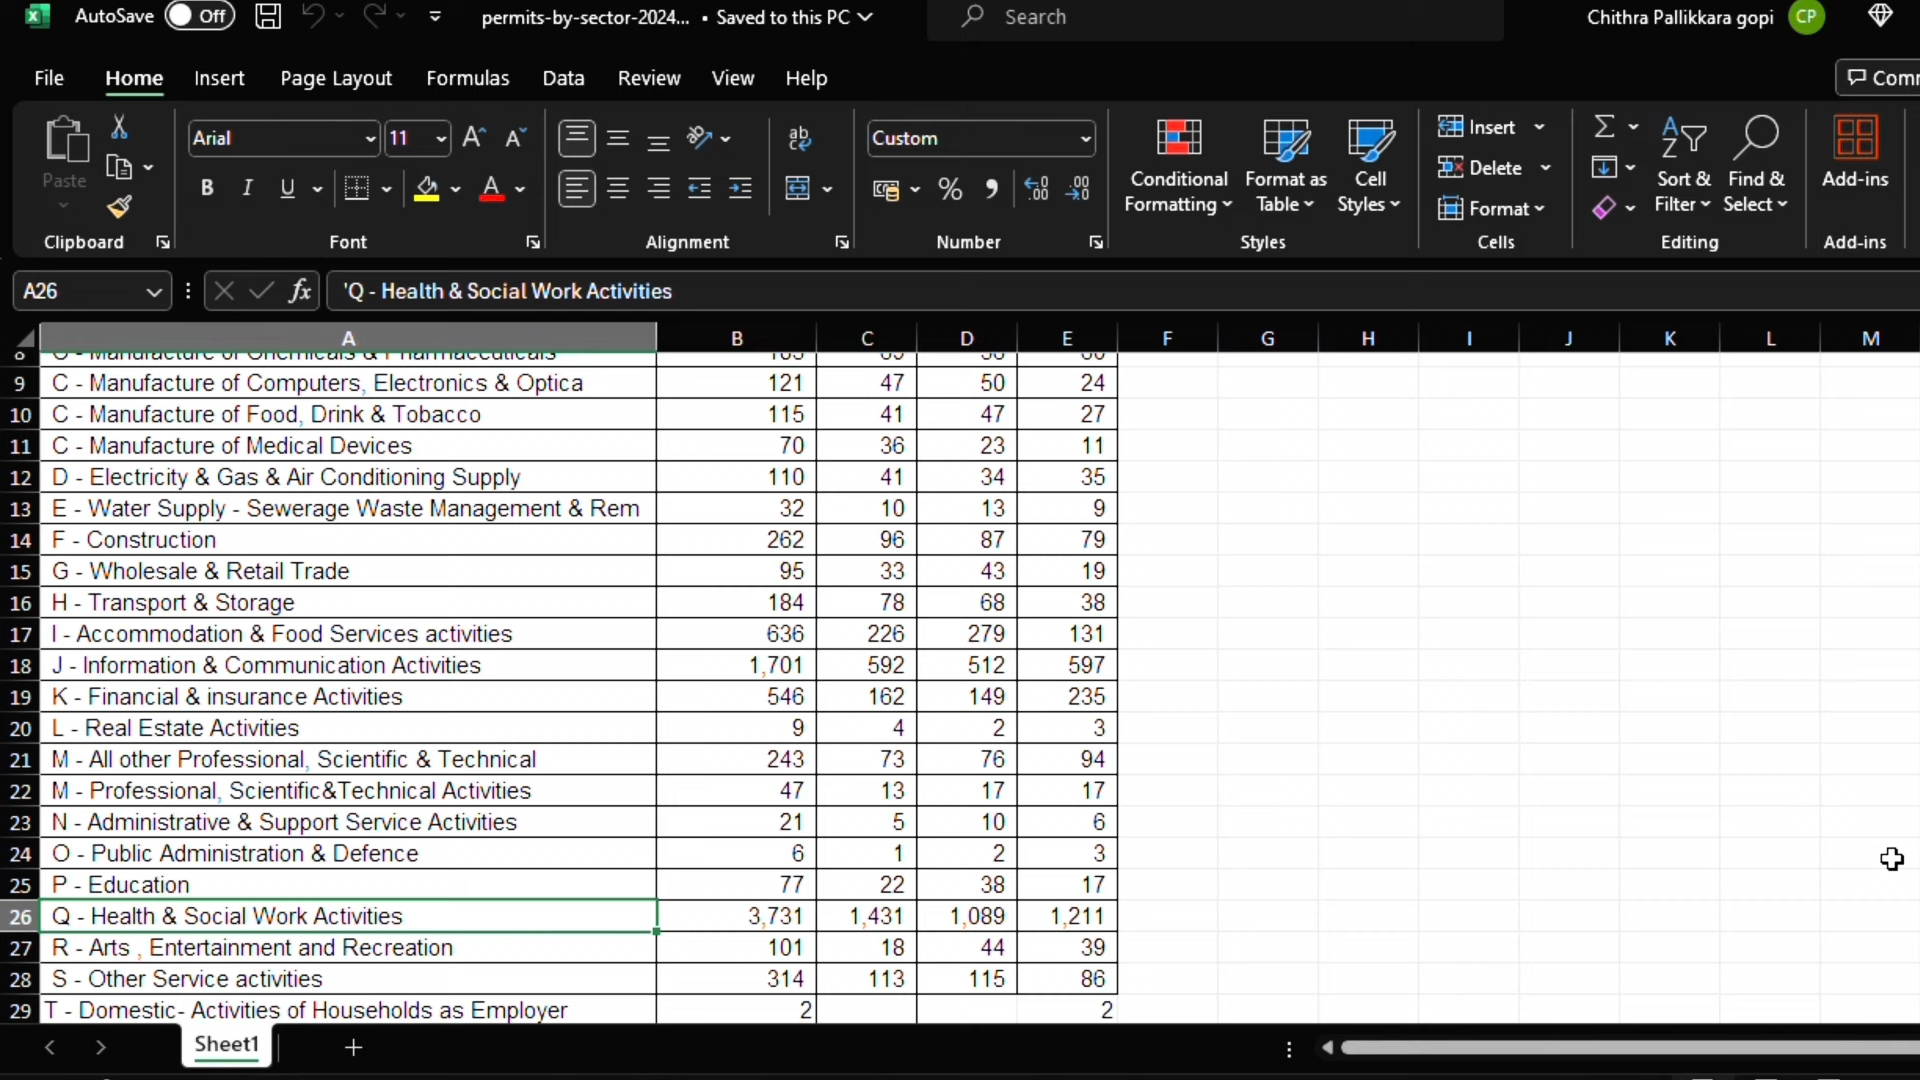 AutoSave Off permits-by-sector-2024... • Saved to this PC Search Chithra Pallikkara gopi CP
File Home Insert Page Layout Formulas Data Review View Help Comm
Paste Arial 11 B I U Custom Conditional Formatting Format as Table Cell Styles Insert Delete Format Sort & Filter Find & Select Add-ins
Clipboard Font Alignment Number Styles Cells Editing Add-ins
A26 fx 'Q - Health & Social Work Activities
A B C D E F G H I J K L M
9 C - Manufacture of Computers, Electronics & Optica 121 47 50 24
10 C - Manufacture of Food, Drink & Tobacco 115 41 47 27
11 C - Manufacture of Medical Devices 70 36 23 11
12 D - Electricity & Gas & Air Conditioning Supply 110 41 34 35
13 E - Water Supply - Sewerage Waste Management & Rem 32 10 13 9
14 F - Construction 262 96 87 79
15 G - Wholesale & Retail Trade 95 33 43 19
16 H - Transport & Storage 184 78 68 38
17 I - Accommodation & Food Services activities 636 226 279 131
18 J - Information & Communication Activities 1,701 592 512 597
19 K - Financial & insurance Activities 546 162 149 235
20 L - Real Estate Activities 9 4 2 3
21 M - All other Professional, Scientific & Technical 243 73 76 94
22 M - Professional, Scientific&Technical Activities 47 13 17 17
23 N - Administrative & Support Service Activities 21 5 10 6
24 O - Public Administration & Defence 6 1 2 3
25 P - Education 77 22 38 17
26 Q - Health & Social Work Activities 3,731 1,431 1,089 1,211
27 R - Arts , Entertainment and Recreation 101 18 44 39
28 S - Other Service activities 314 113 115 86
29 T - Domestic- Activities of Households as Employer 2 2
Sheet1